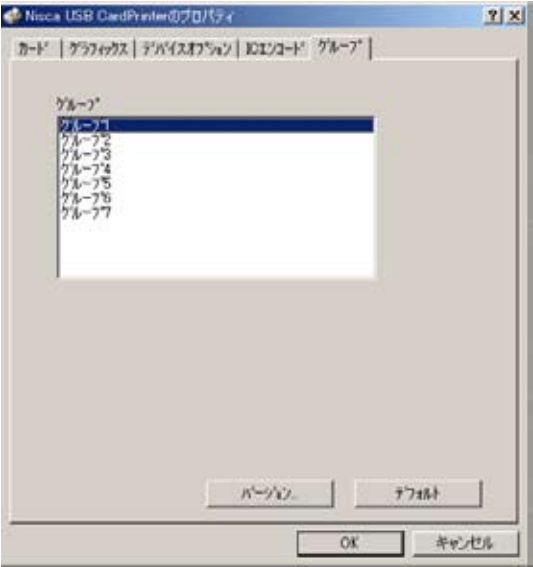 Nisca USB CardPrinterのプロパティ
カード グラフィックス デバイスオプション ICエンコード グループ
グループ
グループ1
グループ2
グループ3
グループ4
グループ5
グループ6
グループ7
バージョン... デフォルト
OK キャンセル